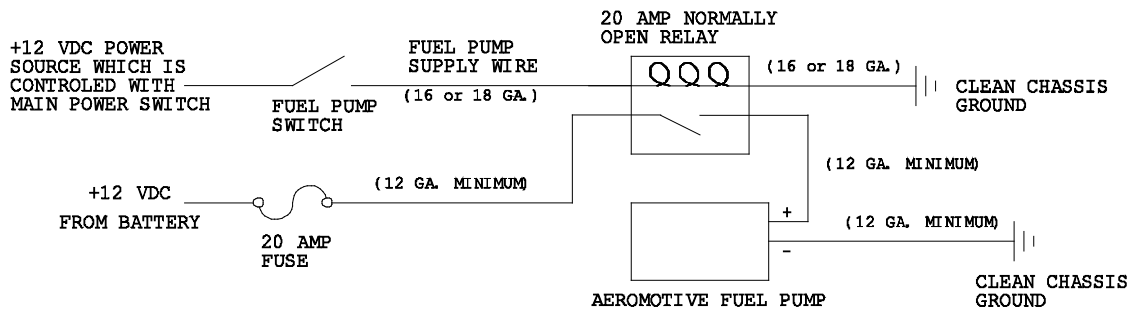 +12 VDC POWER
SOURCE WHICH IS
CONTROLED WITH
MAIN POWER SWITCH
FUEL PUMP
SWITCH
FUEL PUMP
SUPPLY WIRE
(16 or 18 GA.)
20 AMP NORMALLY
OPEN RELAY
(16 or 18 GA.)
CLEAN CHASSIS
GROUND
+12 VDC
FROM BATTERY
20 AMP
FUSE
(12 GA. MINIMUM)
(12 GA. MINIMUM)
+
-
(12 GA. MINIMUM)
AEROMOTIVE FUEL PUMP
CLEAN CHASSIS
GROUND